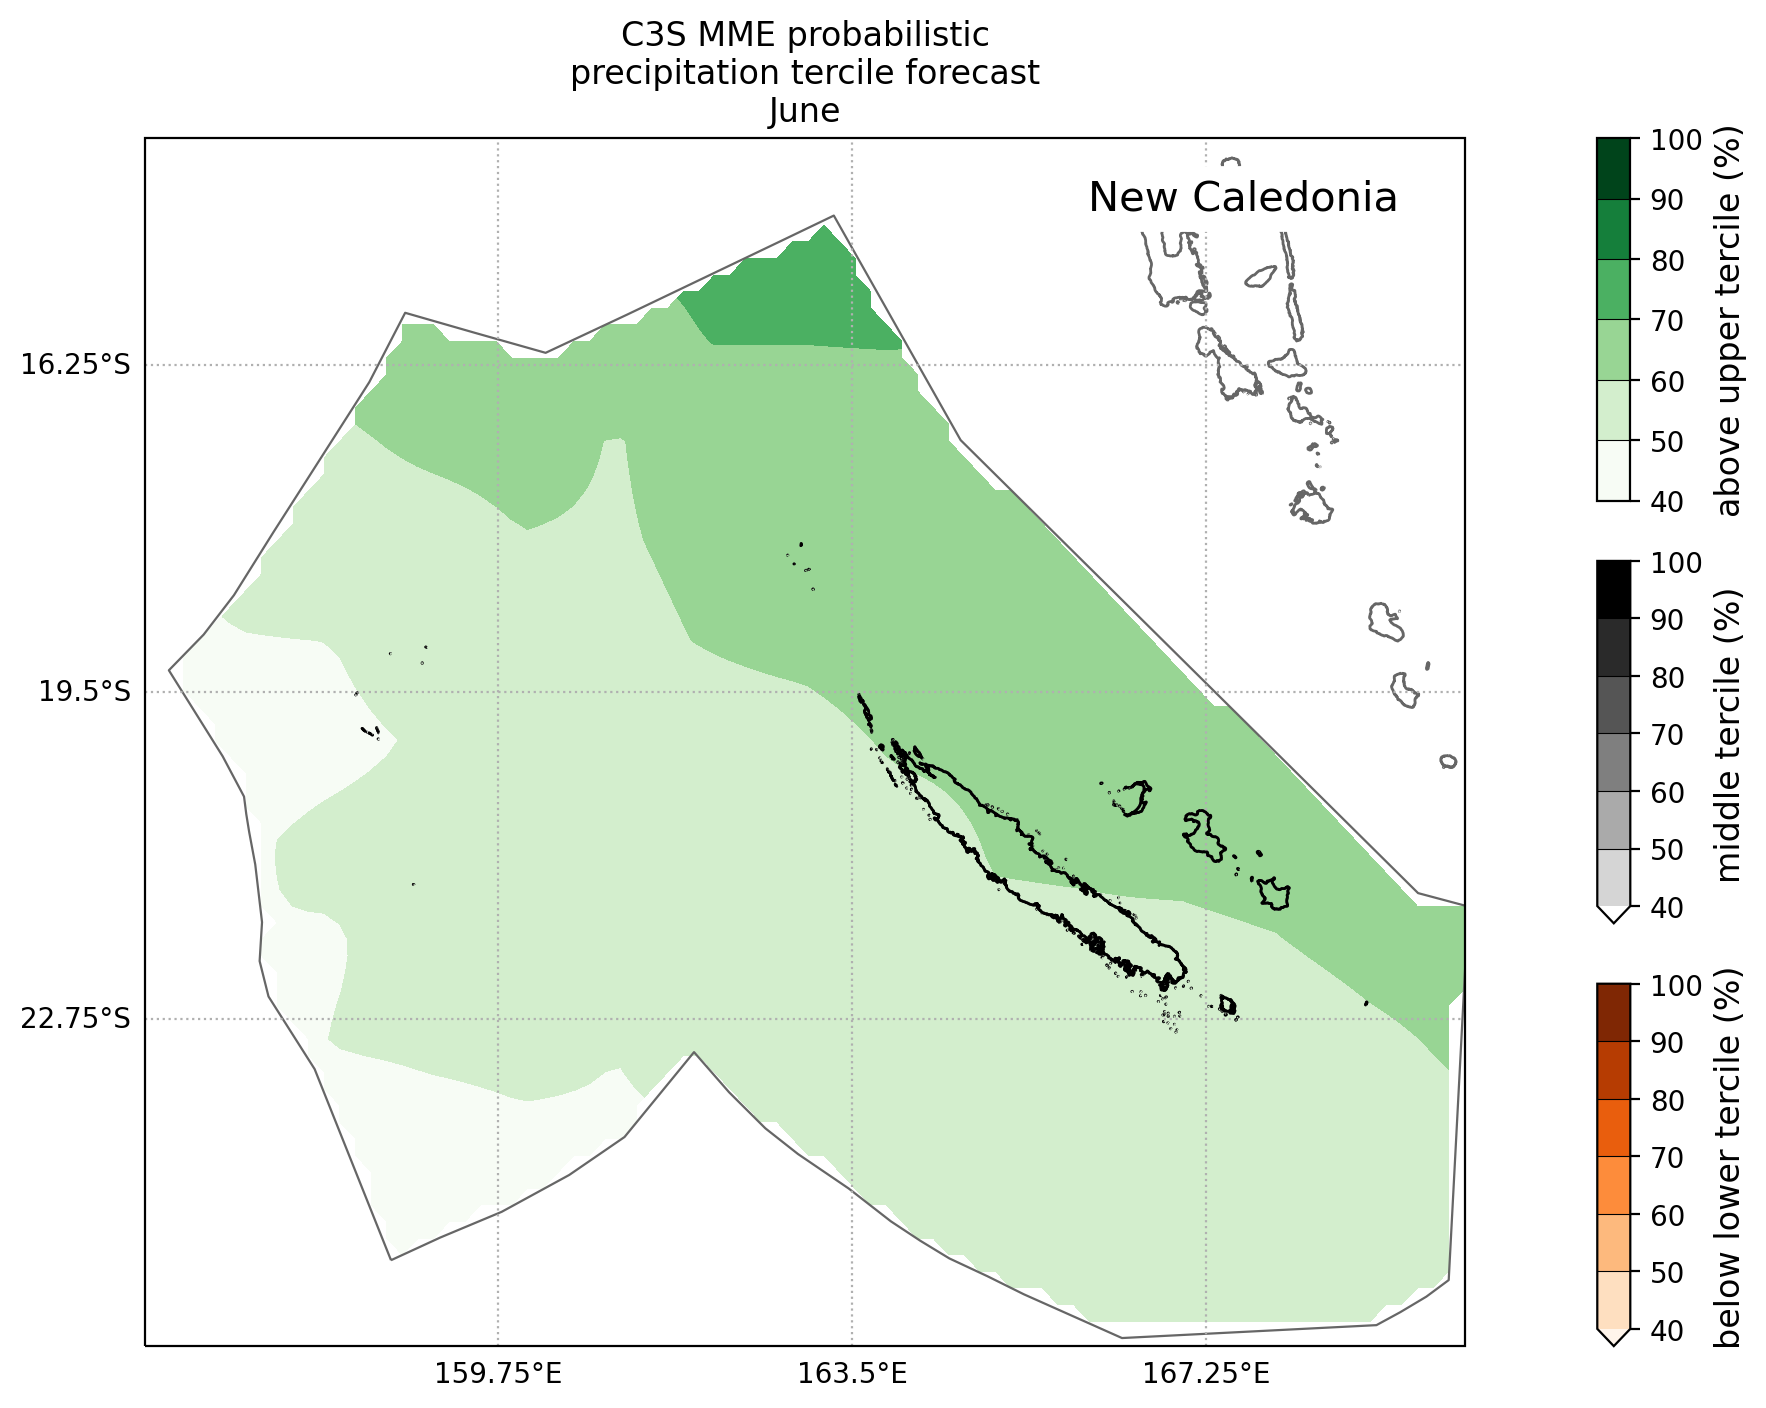 C3S MME probabilistic
precipitation tercile forecast
June
New Caledonia
16.25°S
19.5°S
22.75°S
159.75°E
163.5°E
167.25°E
100
90
80
70
60
50
40
above upper tercile (%)
100
90
80
70
60
50
40
middle tercile (%)
100
90
80
70
60
50
40
below lower tercile (%)